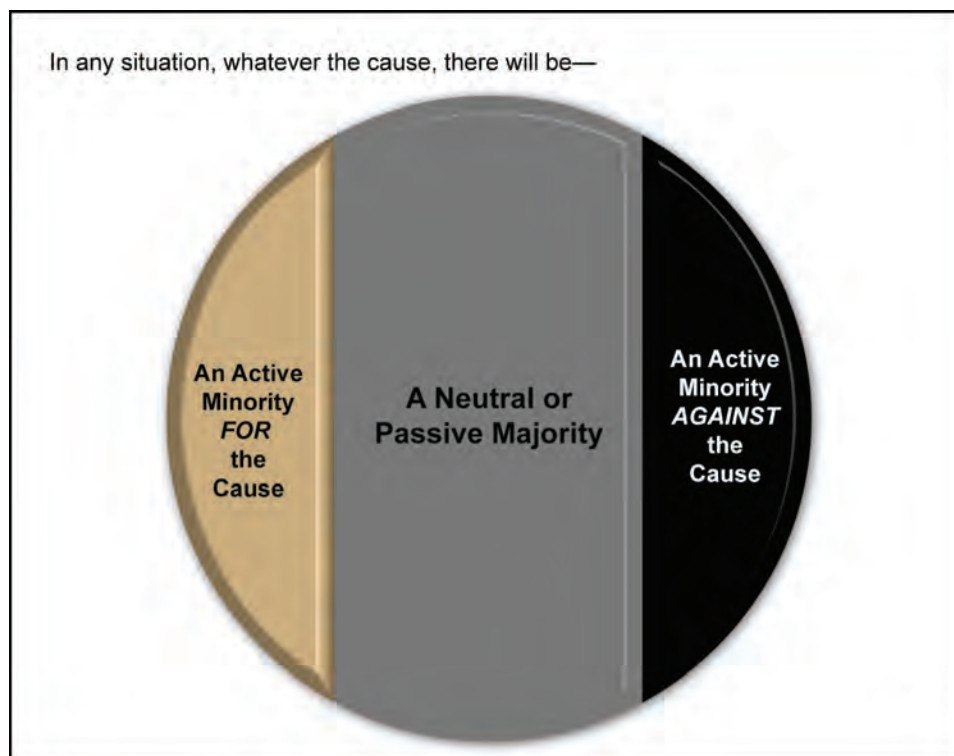 In any situation, whatever the cause, there will be—
An Active
Minority
FOR
the
Cause
A Neutral or
Passive Majority
An Active
Minority
AGAINST
the
Cause